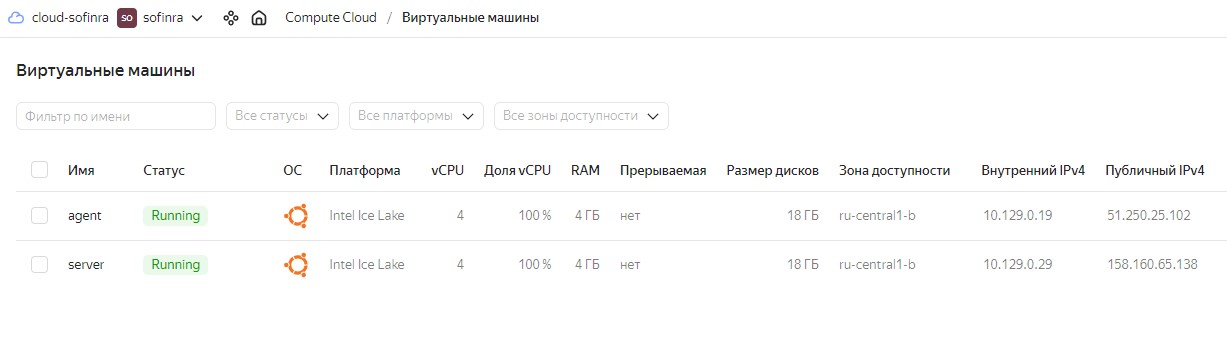 cloud-sofinra SO sofinra Compute Cloud / Виртуальные машины
Виртуальные машины
Фильтр по имени Все статусы Все платформы Все зоны доступности
Имя Статус ОС Платформа vCPU Доля vCPU RAM Прерываемая Размер дисков Зона доступности Внутренний IPv4 Публичный IPv4
agent Running Intel Ice Lake 4 100 % 4 ГБ нет 18 ГБ ru-central1-b 10.129.0.19 51.250.25.102
server Running Intel Ice Lake 4 100 % 4 ГБ нет 18 ГБ ru-central1-b 10.129.0.29 158.160.65.138